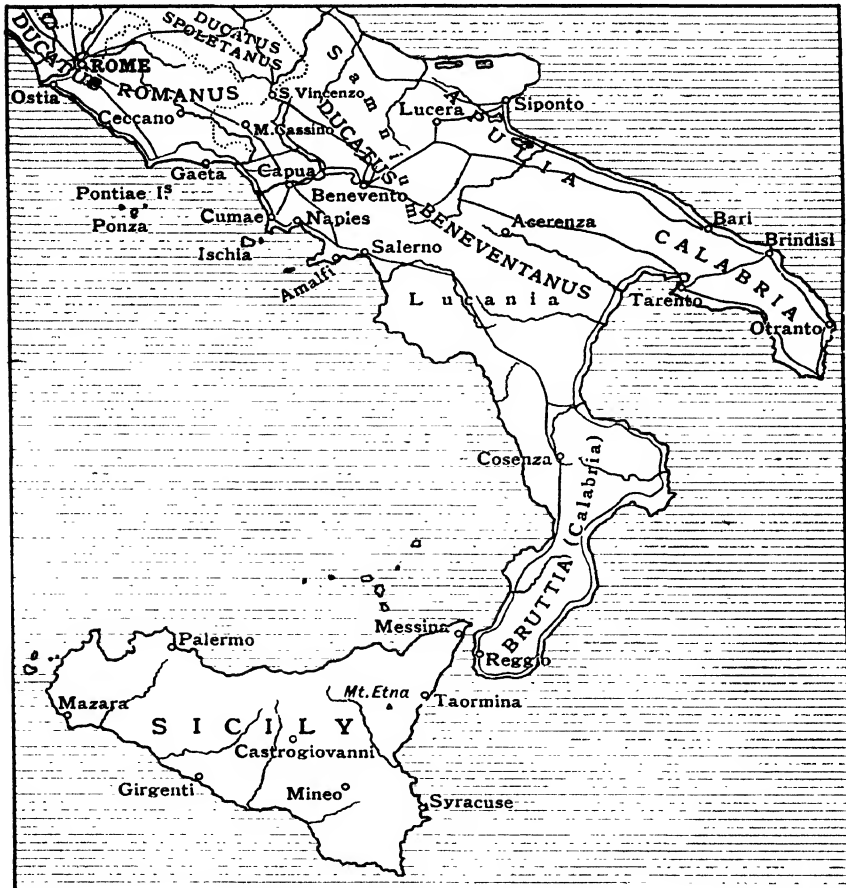 DUCATUS SPOLETANUS
DUCATUS ROMANUS
ROME
Ostia
S. Vincenzo
Samnium
Lucera
Siponto
APULIA
Ceccano
M. Cassino
DUCATUS BENEVENTANUS
Gaeta
Capua
Benevento
Pontiae Is
Ponza
Cumae
Naples
Acerenza
Bari
CALABRIA
Brindisi
Ischia
Amalfi
Salerno
Lucania
Tarento
Otranto
Cosenza
BRUTTIA (Calabria)
Messina
Reggio
Palermo
Mt. Etna
Taormina
Mazara
SICILY
Castrogiovanni
Girgenti
Mineo
Syracuse